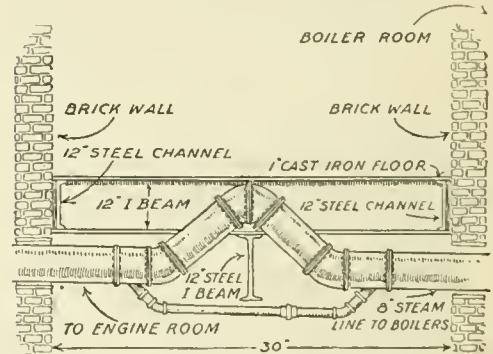 BOILER ROOM
BRICK WALL
BRICK WALL
12" STEEL CHANNEL
1" CAST IRON FLOOR
12" I BEAM
12" STEEL CHANNEL
12" STEEL
I BEAM
TO ENGINE ROOM
8" STEAM
LINE TO BOILERS
30"